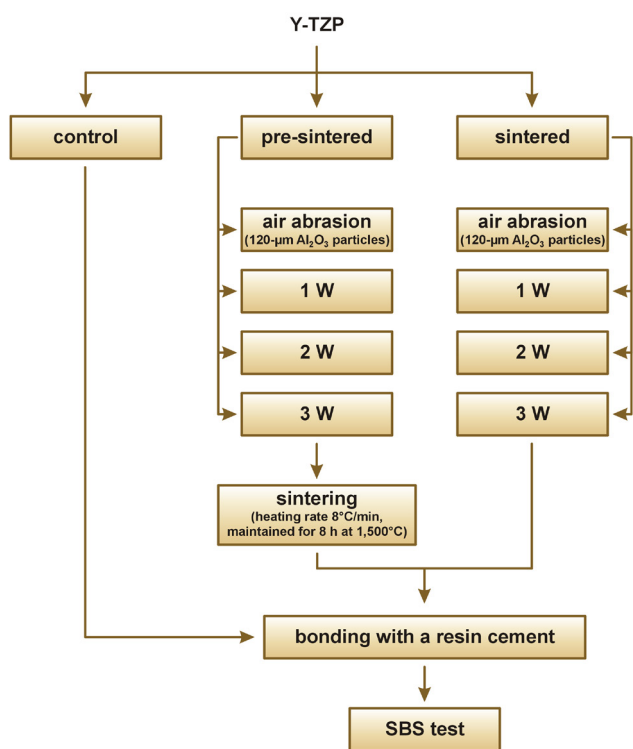 Y-TZP
control
pre-sintered
sintered
air abrasion
(120-µm Al₂O₃ particles)
air abrasion
(120-µm Al₂O₃ particles)
1 W
1 W
2 W
2 W
3 W
3 W
sintering
(heating rate 8°C/min,
maintained for 8 h at 1,500°C)
bonding with a resin cement
SBS test